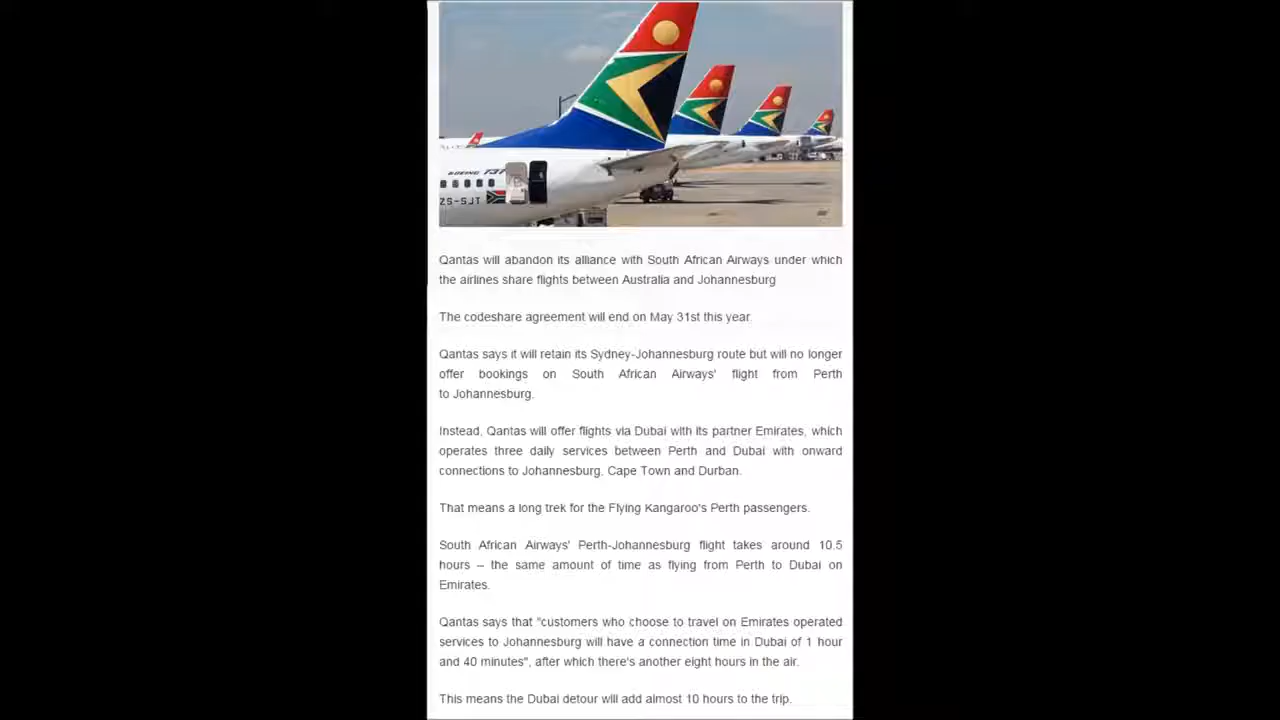 BOEING 737
ZS-SJT
Qantas will abandon its alliance with South African Airways under which
the airlines share flights between Australia and Johannesburg
The codeshare agreement will end on May 31st this year.
Qantas says it will retain its Sydney-Johannesburg route but will no longer
offer bookings on South African Airways' flight from Perth
to Johannesburg.
Instead, Qantas will offer flights via Dubai with its partner Emirates, which
operates three daily services between Perth and Dubai with onward
connections to Johannesburg, Cape Town and Durban.
That means a long trek for the Flying Kangaroo's Perth passengers.
South African Airways' Perth-Johannesburg flight takes around 10.5
hours – the same amount of time as flying from Perth to Dubai on
Emirates.
Qantas says that "customers who choose to travel on Emirates operated
services to Johannesburg will have a connection time in Dubai of 1 hour
and 40 minutes", after which there's another eight hours in the air.
This means the Dubai detour will add almost 10 hours to the trip.